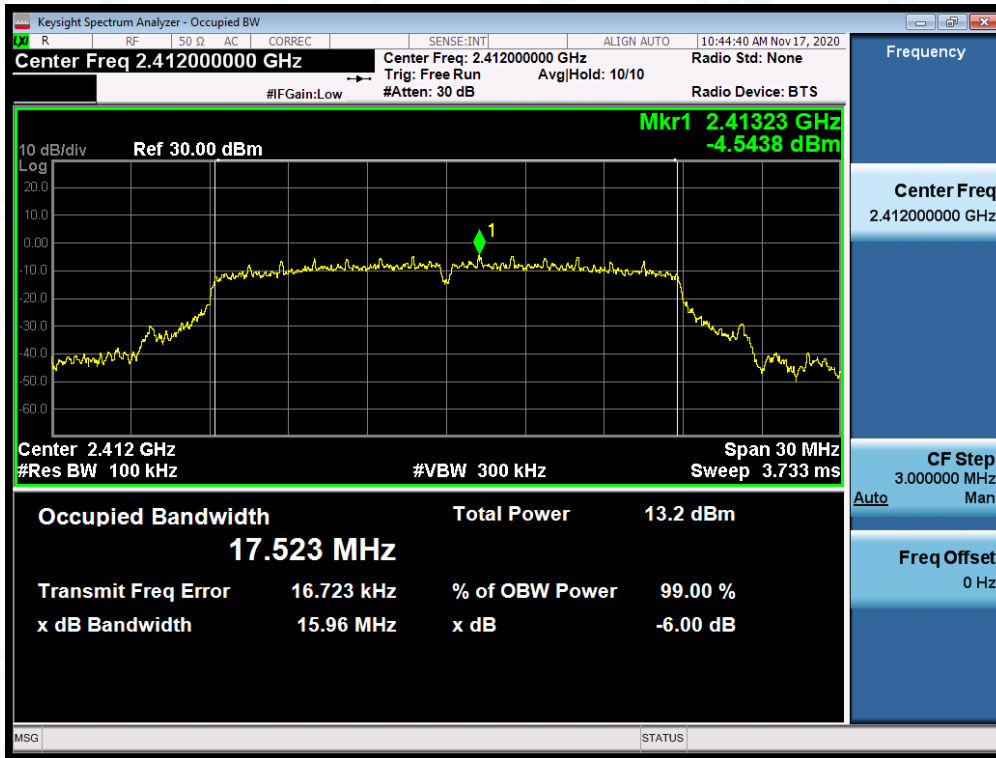 Keysight Spectrum Analyzer - Occupied BW
LXI R RF 50 Ω AC CORREC SENSE:INT ALIGN AUTO 10:44:40 AM Nov 17, 2020
Center Freq 2.412000000 GHz
Center Freq: 2.412000000 GHz Radio Std: None
Trig: Free Run Avg|Hold: 10/10
#IFGain:Low #Atten: 30 dB Radio Device: BTS
Mkr1 2.41323 GHz
-4.5438 dBm
10 dB/div Ref 30.00 dBm
Log
20.0
10.0
0.00
-10.0
-20.0
-30.0
-40.0
-50.0
-60.0
1
Center 2.412 GHz Span 30 MHz
#Res BW 100 kHz #VBW 300 kHz Sweep 3.733 ms
Occupied Bandwidth Total Power 13.2 dBm
17.523 MHz
Transmit Freq Error 16.723 kHz % of OBW Power 99.00 %
x dB Bandwidth 15.96 MHz x dB -6.00 dB
MSG STATUS
Frequency
Center Freq
2.412000000 GHz
CF Step
3.000000 MHz
Auto Man
Freq Offset
0 Hz